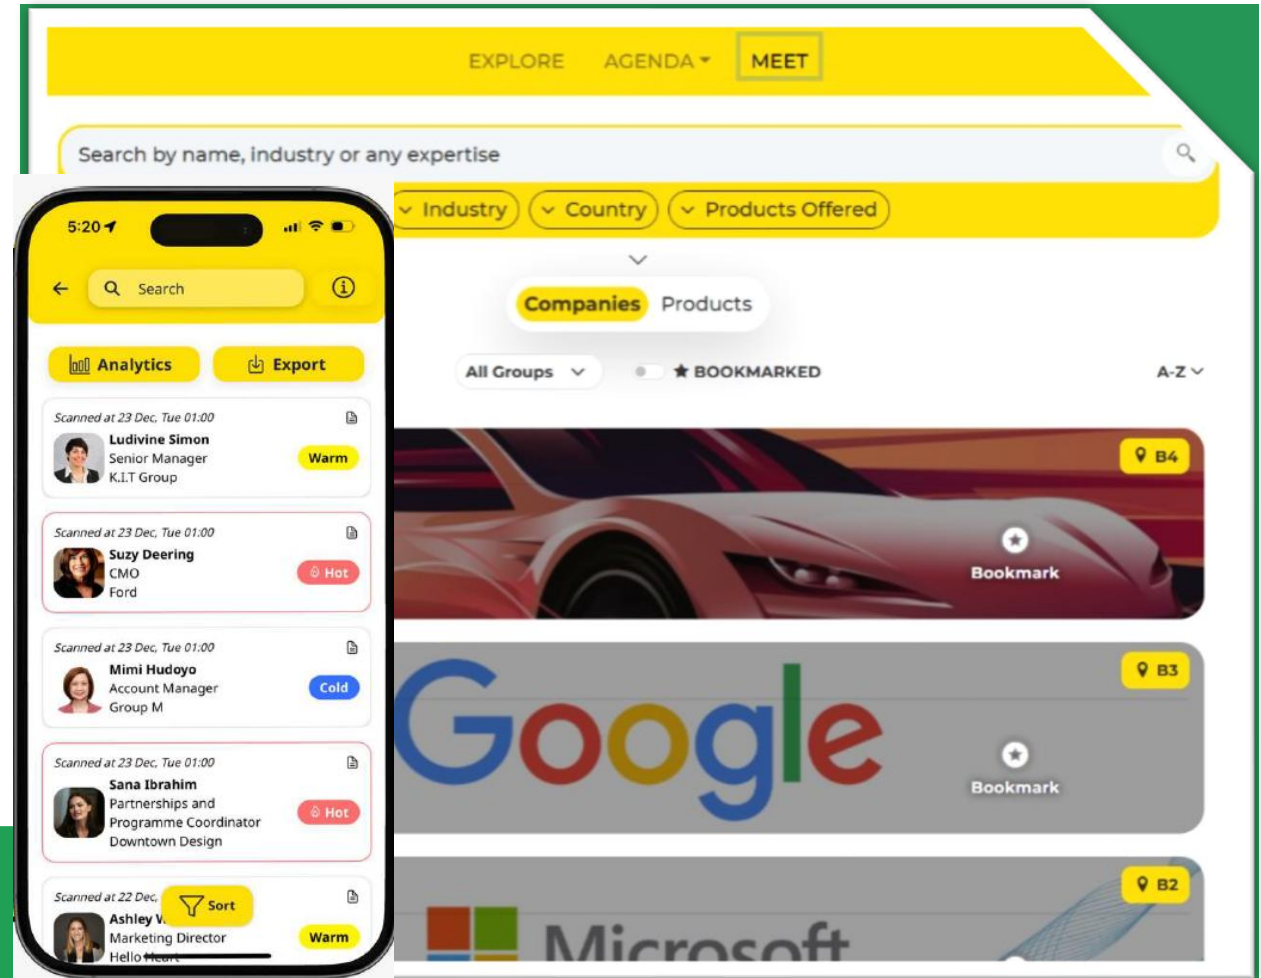 EXPLORE AGENDA MEET
Search by name, industry or any expertise
Industry Country Products Offered
Companies Products
All Groups BOOKMARKED A-Z
B4
Bookmark
Google
B3
Bookmark
B2
Microsoft
5:20
Search
Analytics Export
Scanned at 23 Dec, Tue 01:00
Ludivine Simon
Senior Manager
K.I.T Group
Warm
Scanned at 23 Dec, Tue 01:00
Suzy Deering
CMO
Ford
Hot
Scanned at 23 Dec, Tue 01:00
Mimi Hudoyo
Account Manager
Group M
Cold
Scanned at 23 Dec, Tue 01:00
Sana Ibrahim
Partnerships and
Programme Coordinator
Downtown Design
Hot
Scanned at 22 Dec,
Sort
Ashley
Marketing Director
Hello Heart
Warm